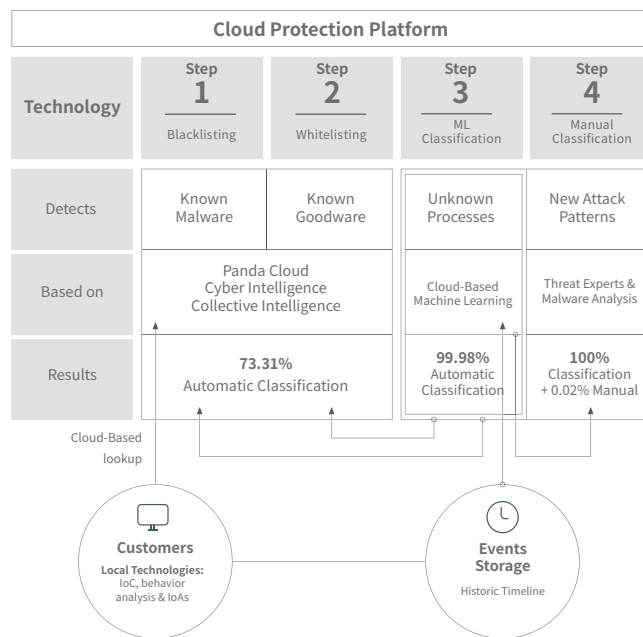 Cloud Protection Platform
Technology
Step
1
Blacklisting
Step
2
Whitelisting
Step
3
ML
Classification
Step
4
Manual
Classification
Detects
Known
Malware
Known
Goodware
Unknown
Processes
New Attack
Patterns
Based on
Panda Cloud
Cyber Intelligence
Collective Intelligence
Cloud-Based
Machine Learning
Threat Experts &
Malware Analysis
Results
73.31%
Automatic Classification
99.98%
Automatic
Classification
100%
Classification
+ 0.02% Manual
Cloud-Based
lookup
Customers
Local Technologies:
IoC, behavior
analysis & IoAs
Events
Storage
Historic Timeline